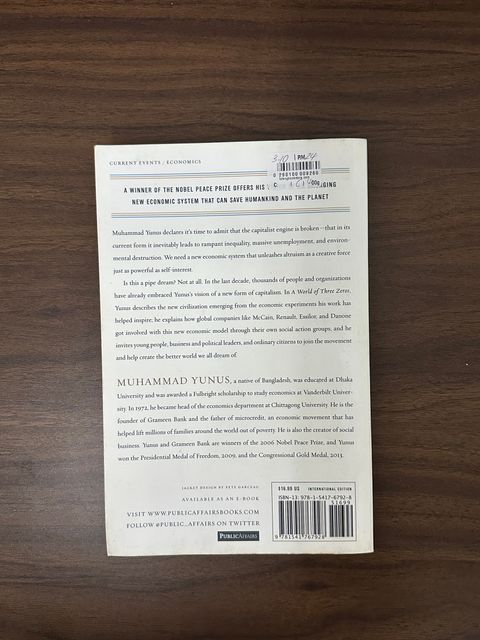 CURRENT EVENTS / ECONOMICS
0 290100 009260
A WINNER OF THE NOBEL PEACE PRIZE OFFERS HIS GING
NEW ECONOMIC SYSTEM THAT CAN SAVE HUMANKIND AND THE PLANET
Muhammad Yunus declares it's time to admit that the capitalist engine is broken—that in its
current form it inevitably leads to rampant inequality, massive unemployment, and environ-
mental destruction. We need a new economic system that unleashes altruism as a creative force
just as powerful as self-interest.
Is this a pipe dream? Not at all. In the last decade, thousands of people and organizations
have already embraced Yunus's vision of a new form of capitalism. In A World of Three Zeros,
Yunus describes the new civilization emerging from the economic experiments his work has
helped inspire; he explains how global companies like McCain, Renault, Essilor, and Danone
got involved with this new economic model through their own social action groups; and he
invites young people, business and political leaders, and ordinary citizens to join the movement
and help create the better world we all dream of.
MUHAMMAD YUNUS, a native of Bangladesh, was educated at Dhaka
University and was awarded a Fulbright scholarship to study economics at Vanderbilt Univer-
sity. In 1972, he became head of the economics department at Chittagong University. He is the
founder of Grameen Bank and the father of microcredit, an economic movement that has
helped lift millions of families around the world out of poverty. He is also the creator of social
business. Yunus and Grameen Bank are winners of the 2006 Nobel Peace Prize, and Yunus
won the Presidential Medal of Freedom, 2009, and the Congressional Gold Medal, 2013.
JACKET DESIGN BY PETE GARCEAU
AVAILABLE AS AN E-BOOK
VISIT WWW.PUBLICAFFAIRSBOOKS.COM
FOLLOW @PUBLIC_AFFAIRS ON TWITTER
PUBLICAFFAIRS
$16.99 US INTERNATIONAL EDITION
ISBN-13: 978-1-5417-6792-8
51699
9 781541 767928